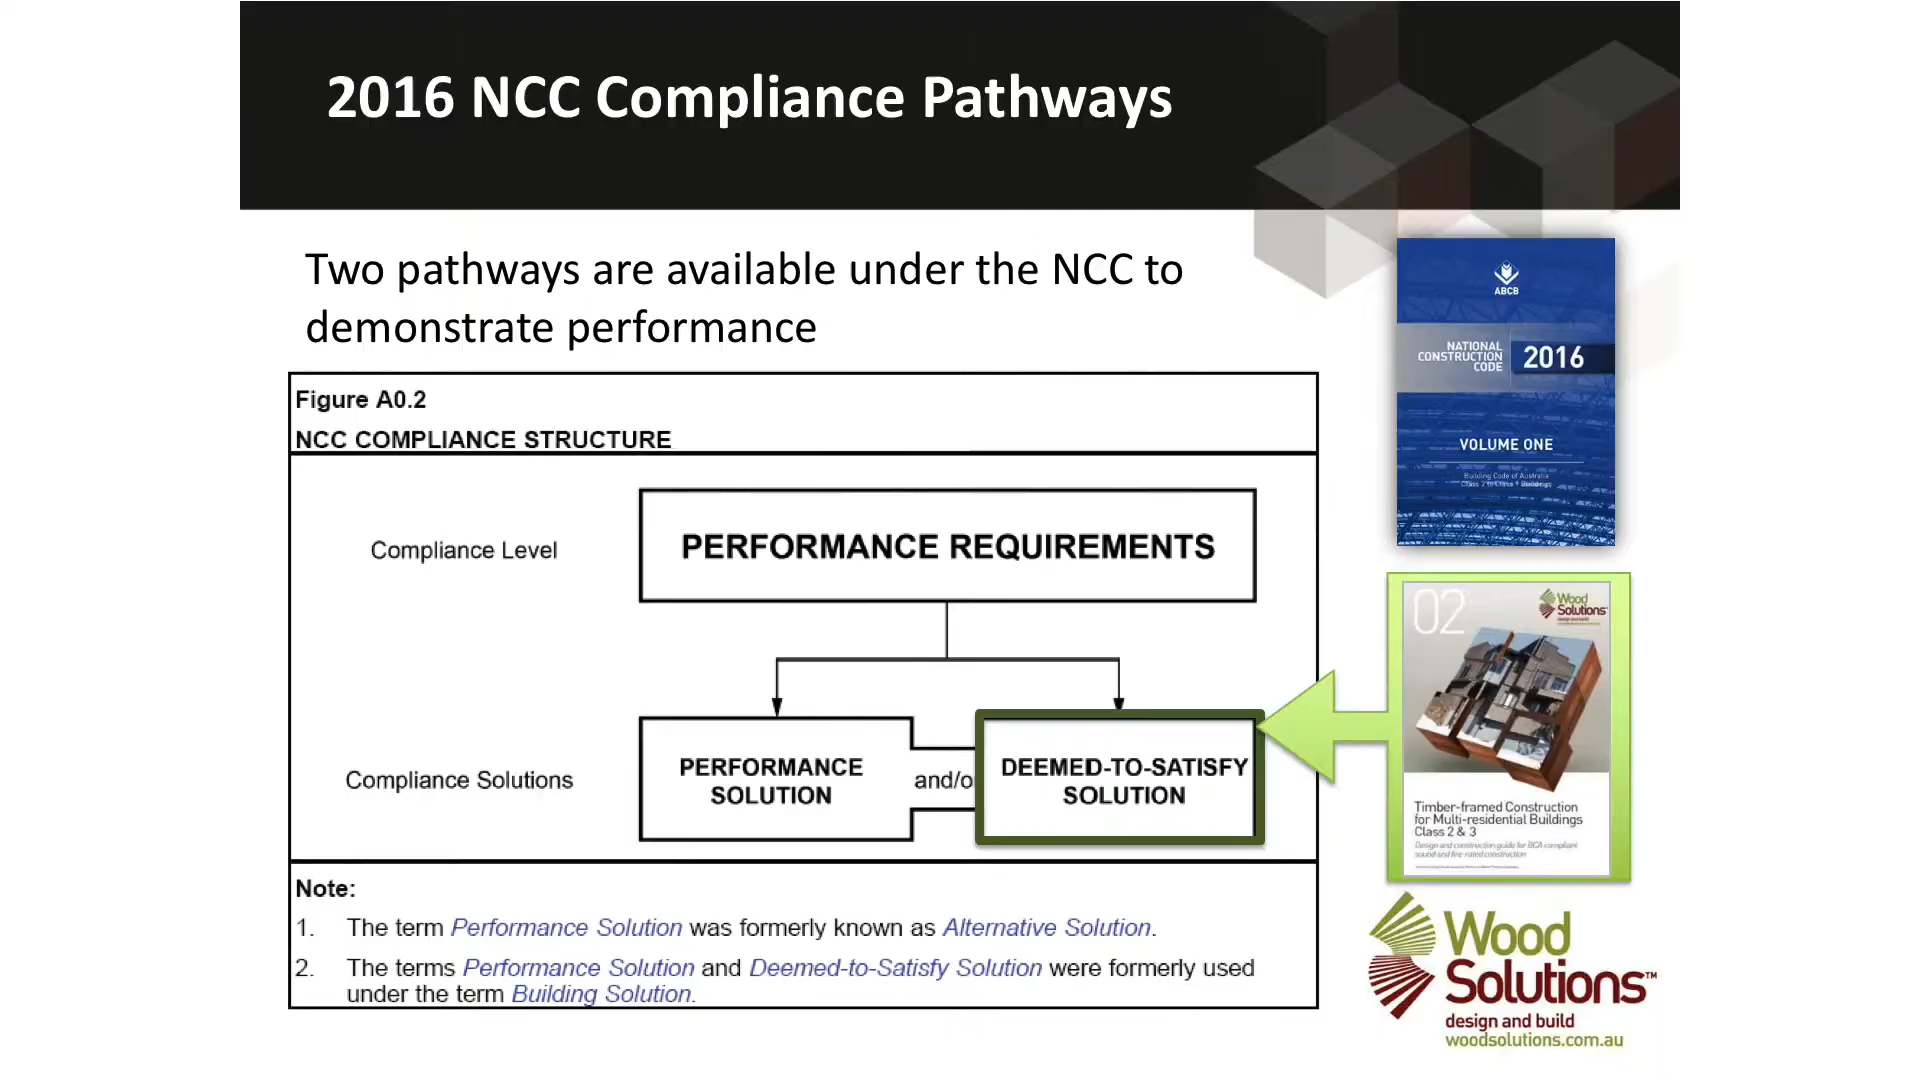 2016 NCC Compliance Pathways
Two pathways are available under the NCC to
demonstrate performance
Figure A0.2
NCC COMPLIANCE STRUCTURE
Compliance Level
PERFORMANCE REQUIREMENTS
Compliance Solutions
PERFORMANCE
SOLUTION
and/o
DEEMED-TO-SATISFY
SOLUTION
Note:
1. The term Performance Solution was formerly known as Alternative Solution.
2. The terms Performance Solution and Deemed-to-Satisfy Solution were formerly used
under the term Building Solution.
ABCB
NATIONAL
CONSTRUCTION
CODE
2016
VOLUME ONE
Building Code of Australia
Class 2 to Class 9 Buildings
02
Wood
Solutions
design and build
Timber-framed Construction
for Multi-residential Buildings
Class 2 & 3
Design and construction guide for BCA compliant
sound and fire-rated construction
Wood
Solutions™
design and build
woodsolutions.com.au